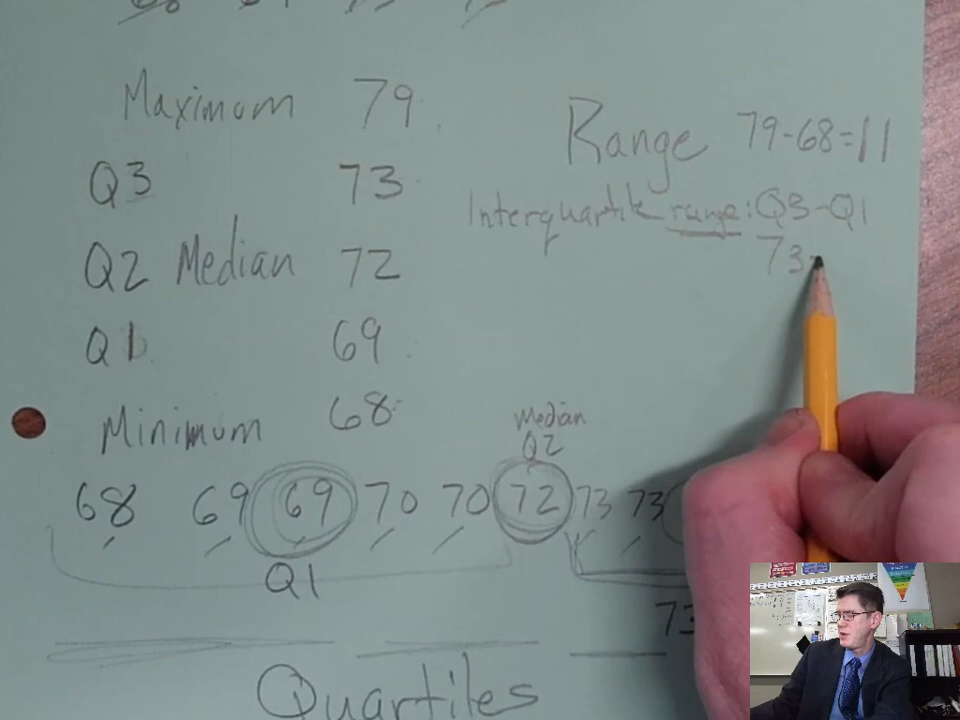 Maximum 79
Range 79-68=11
Q3 73
Interquartile range: Q3-Q1
73-
Q2 Median 72
Q1 69
Minimum 68
Median
Q2
68 69 69 70 70 72 73 73
Q1
73
Quartiles